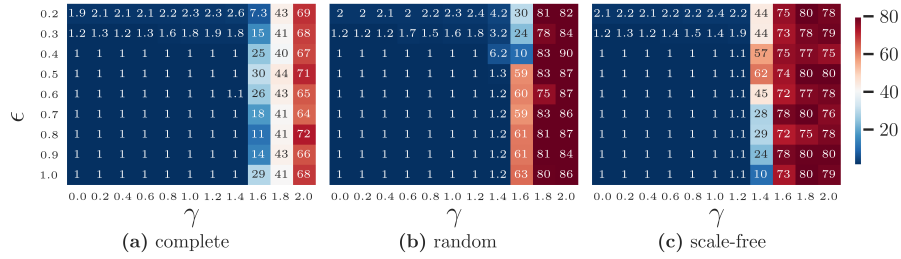 0.2 1.9 2.1 2.1 2.1 2.2 2.3 2.3 2.6 7.3 43 69 2 2 2.1 2 2.1 2.2 2.3 2.4 4.2 30 81 82 2.1 2.2 2.1 2.2 2.2 2.2 2.4 44 75 80 78 80
0.3 1.2 1.3 1.2 1.3 1.6 1.8 1.8 1.9 15 41 68 1.2 1.2 1.2 1.7 1.5 1.6 1.8 3.2 24 78 84 1.2 1.3 1.2 1.4 1.5 1.4 1.9 44 73 78 79
0.4 1 1 1 1 1 1 1 1 25 40 67 1 1 1 1 1 1 1 6.2 10 83 90 1 1 1 1 1 1 1 57 75 77 75
0.5 1 1 1 1 1 1 1 1 30 44 71 1 1 1 1 1 1 1 1.3 59 83 87 1 1 1 1 1 1 1.1 62 74 80 80 60
ϵ 0.6 1 1 1 1 1 1 1 1.1 26 43 65 1 1 1 1 1 1 1 1.2 60 75 87 1 1 1 1 1 1 1.1 45 72 77 78
0.7 1 1 1 1 1 1 1 1 18 41 64 1 1 1 1 1 1 1 1.2 59 83 86 1 1 1 1 1 1 1.1 28 78 80 76 40
0.8 1 1 1 1 1 1 1 1 11 41 72 1 1 1 1 1 1 1 1.2 61 81 87 1 1 1 1 1 1 1.1 29 72 75 78
0.9 1 1 1 1 1 1 1 1 14 43 66 1 1 1 1 1 1 1 1.2 61 81 84 1 1 1 1 1 1 1.1 24 78 80 80 20
1.0 1 1 1 1 1 1 1 1 29 41 68 1 1 1 1 1 1 1 1.2 63 80 86 1 1 1 1 1 1 1.1 10 73 80 79
0.0 0.2 0.4 0.6 0.8 1.0 1.2 1.4 1.6 1.8 2.0 0.0 0.2 0.4 0.6 0.8 1.0 1.2 1.4 1.6 1.8 2.0 0.0 0.2 0.4 0.6 0.8 1.0 1.2 1.4 1.6 1.8 2.0
γ γ γ
(a) complete (b) random (c) scale-free